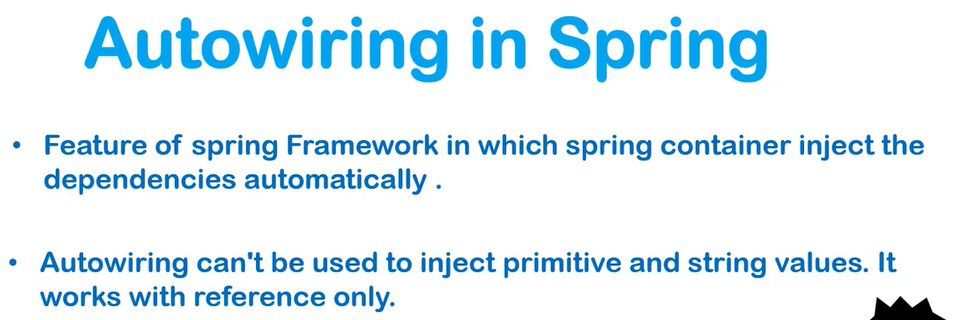 Autowiring in Spring
• Feature of spring Framework in which spring container inject the
dependencies automatically .
• Autowiring can't be used to inject primitive and string values. It
works with reference only.